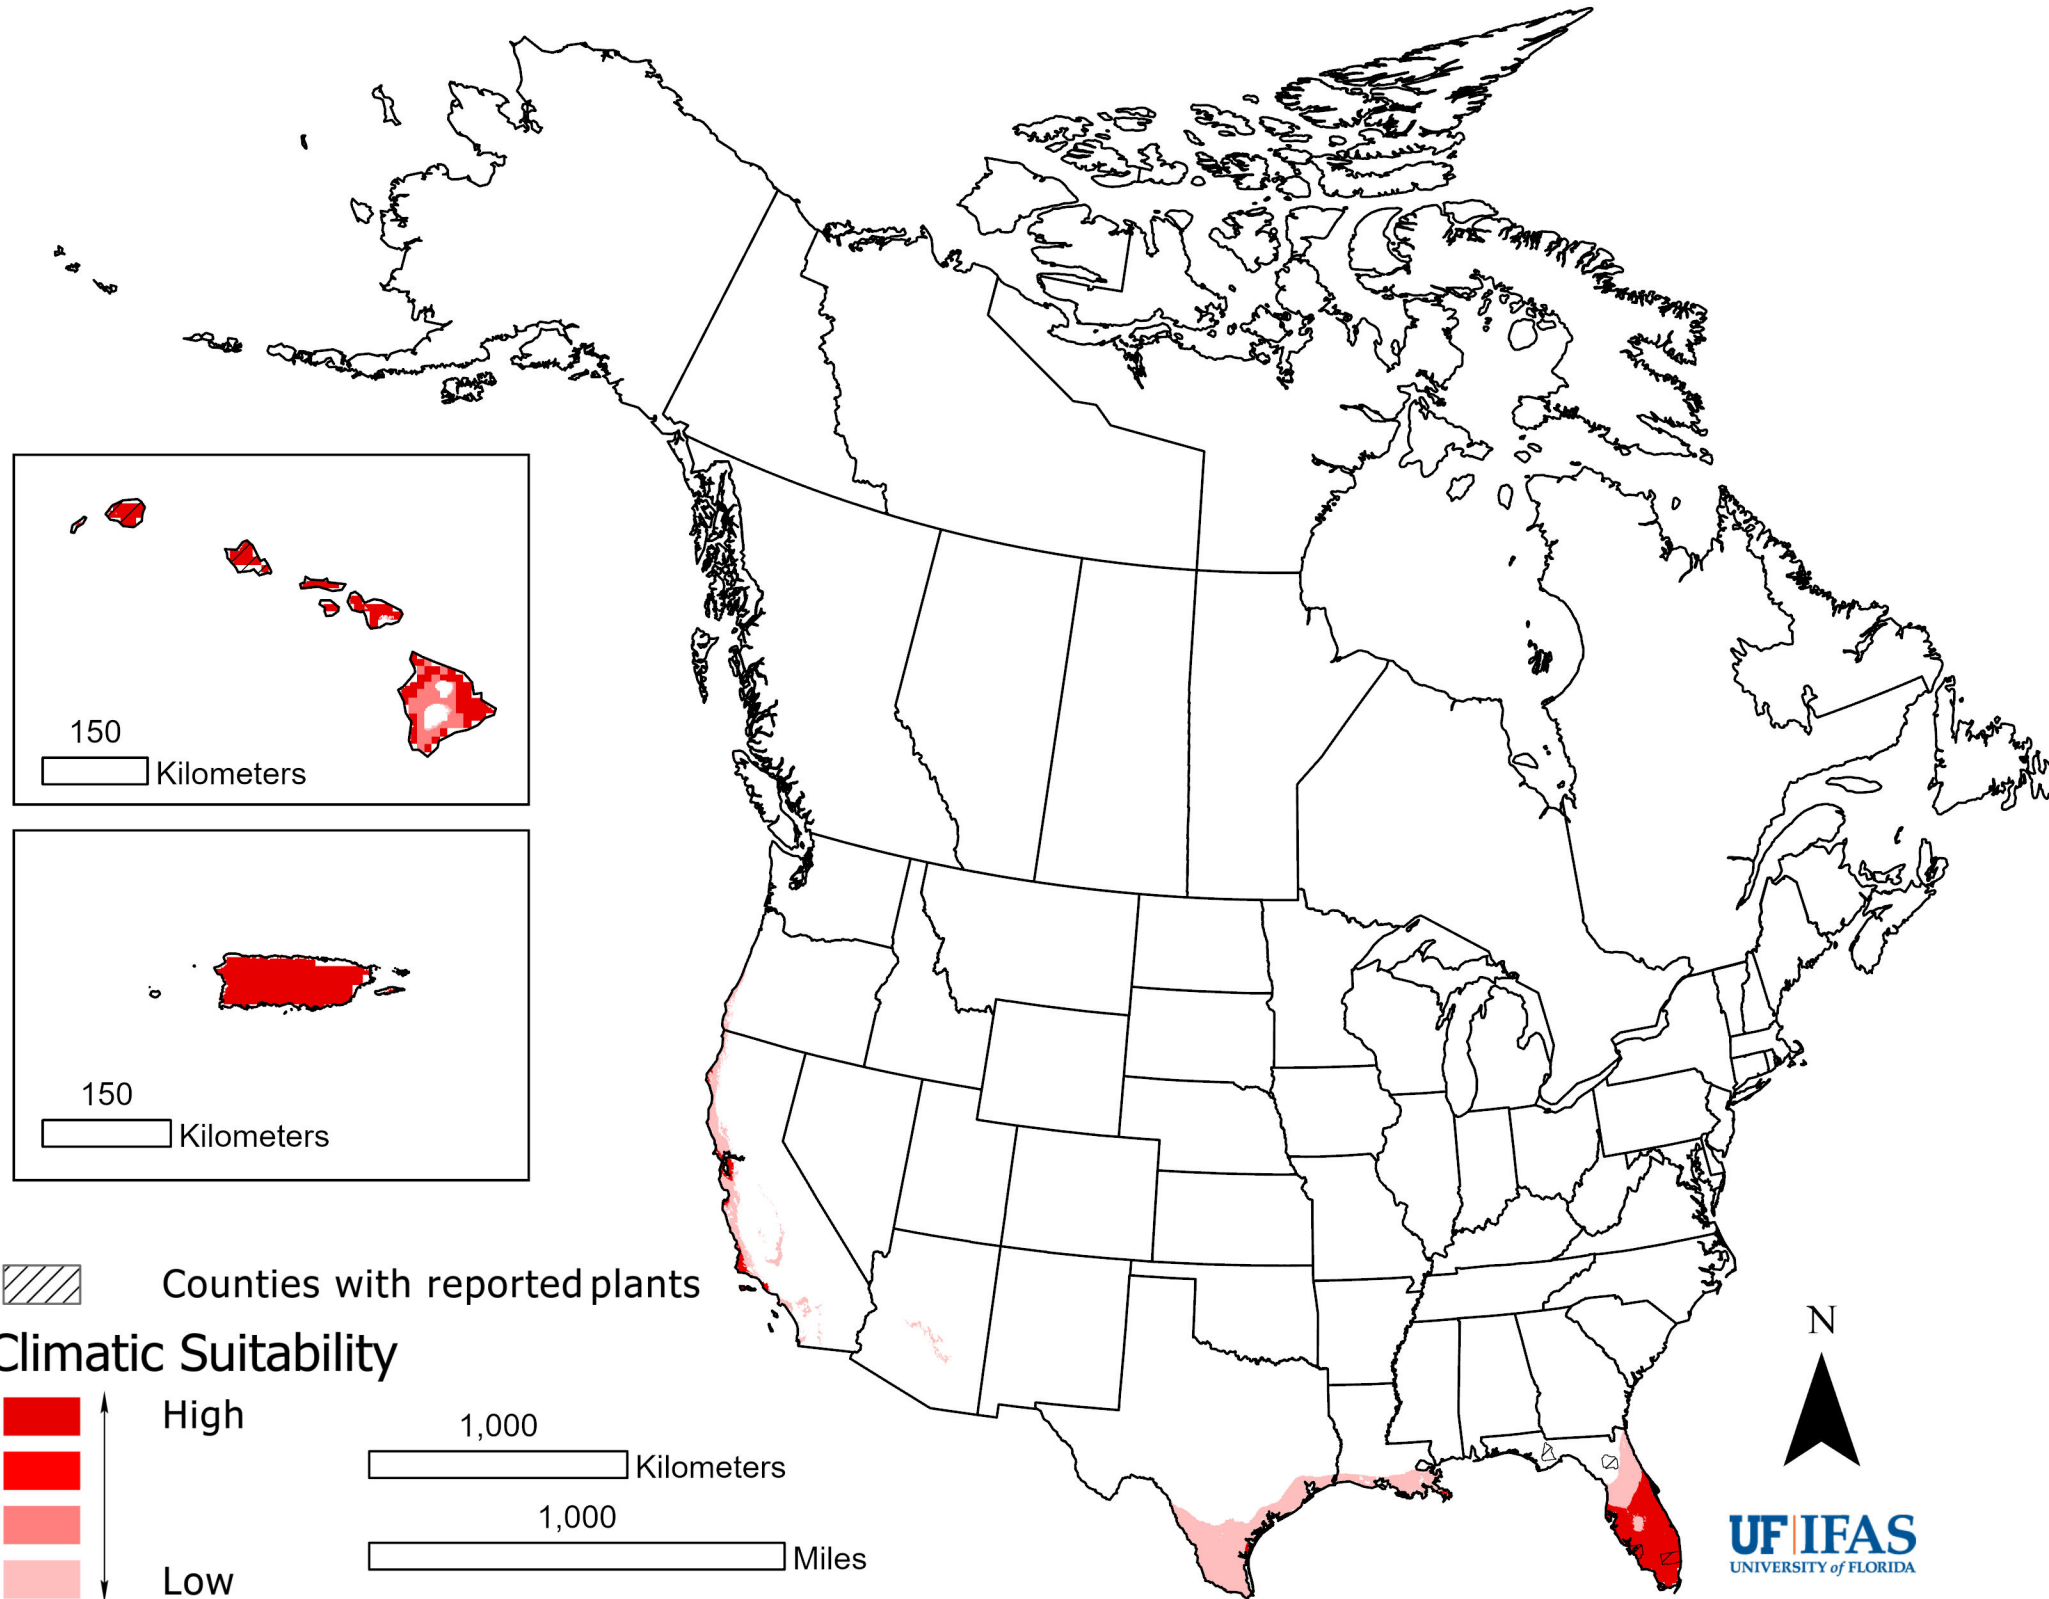 150
Kilometers
150
Kilometers
Counties with reported plants
Climatic Suitability
High
Low
1,000
Kilometers
1,000
Miles
N
UF|IFAS
UNIVERSITY of FLORIDA